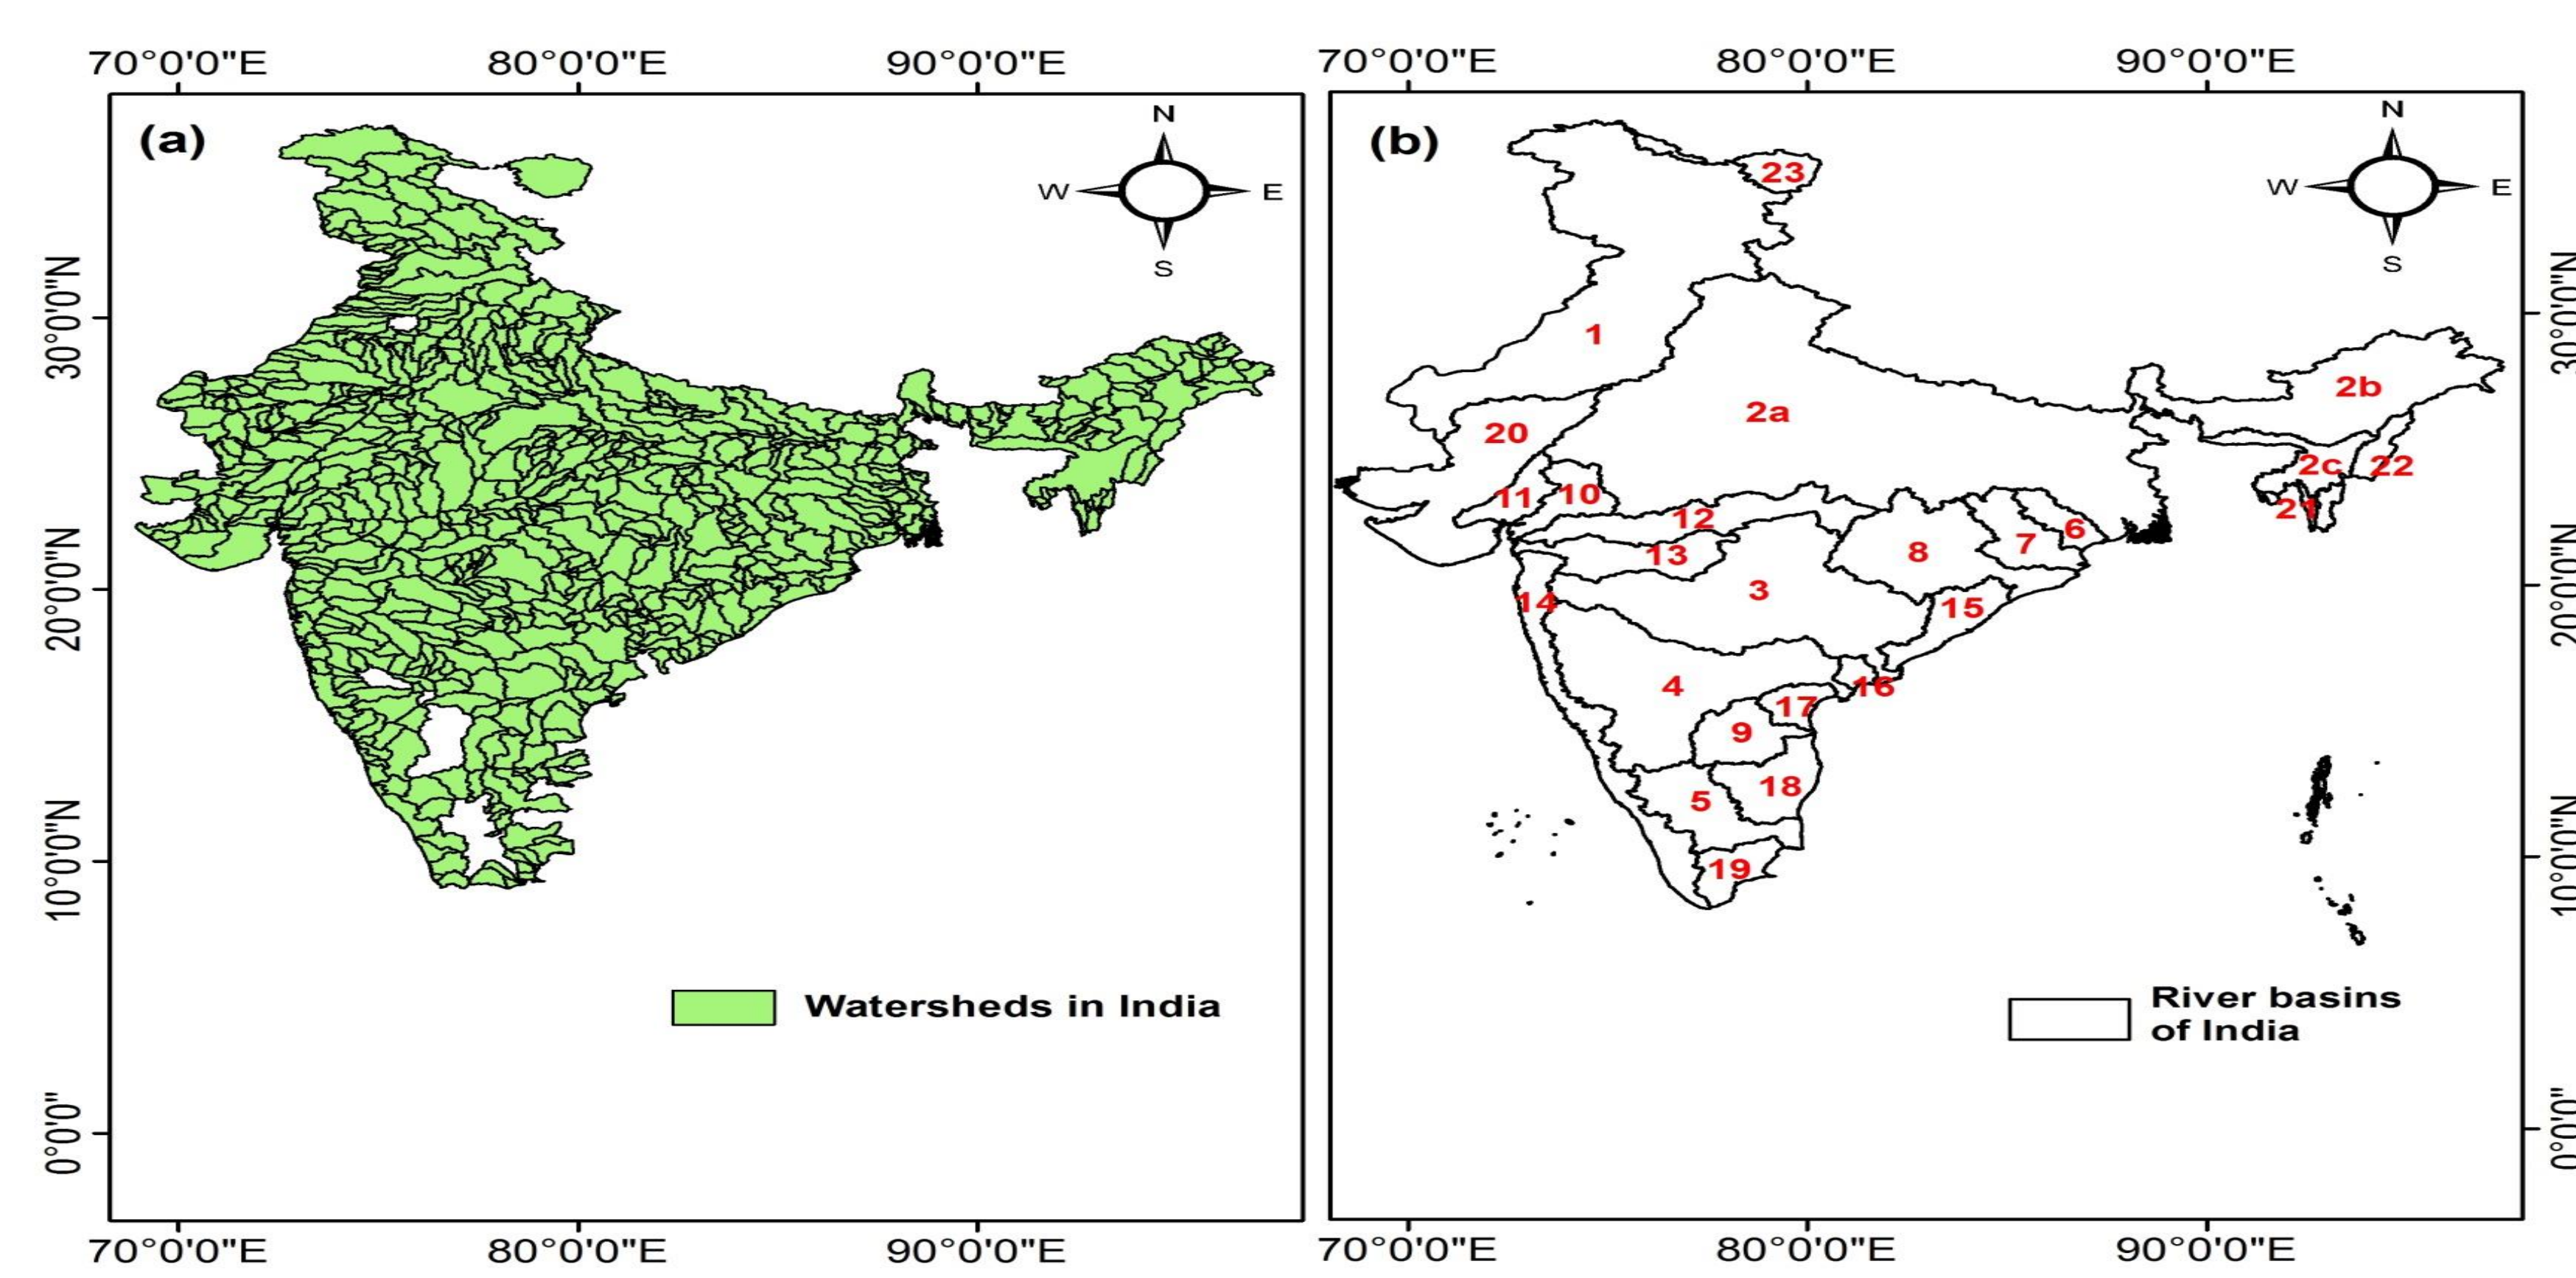 70°0'0"E 80°0'0"E 90°0'0"E
(a)
N
W E
S
30°0'0"N
20°0'0"N
10°0'0"N
0°0'0"
Watersheds in India
70°0'0"E 80°0'0"E 90°0'0"E
70°0'0"E 80°0'0"E 90°0'0"E
(b)
N
W E
S
23
1
2b
2a
20
2c 22
11 10
21
12
6
7
8
13
3
14
15
4
16
17
9
18
5
19
30°0'0"N
20°0'0"N
10°0'0"N
0°0'0"
River basins
of India
70°0'0"E 80°0'0"E 90°0'0"E